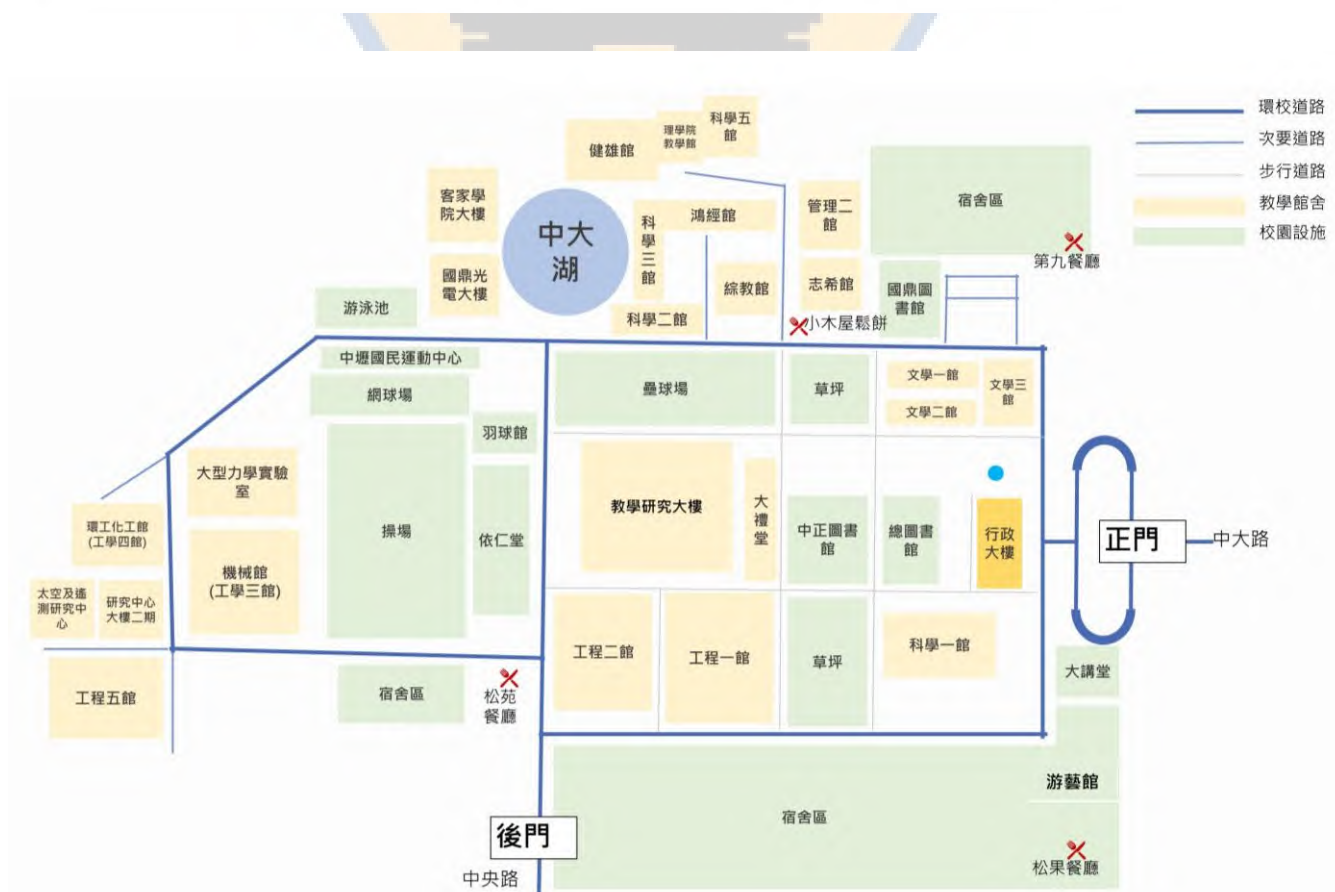 環校道路
次要道路
步行道路
教學館舍
校園設施
科學五
館
理學院
教學館
健雄館
客家學
院大樓
中大
湖
科
學
三
館
鴻經館
管理二
館
宿舍區
第九餐廳
國鼎光
電大樓
綜教館
志希館
國鼎圖
書館
游泳池
科學二館
小木屋鬆餅
中壢國民運動中心
網球場
壘球場
草坪
文學一館
文學二館
文學三
館
羽球館
大型力學實驗
室
操場
依仁堂
教學研究大樓
大
禮
堂
中正圖書
館
總圖書
館
行政
大樓
正門
中大路
環工化工館
(工學四館)
機械館
(工學三館)
太空及遙
測研究中
心
研究中心
大樓二期
工程二館
工程一館
草坪
科學一館
大講堂
工程五館
宿舍區
松苑
餐廳
游藝館
宿舍區
後門
松果餐廳
中央路